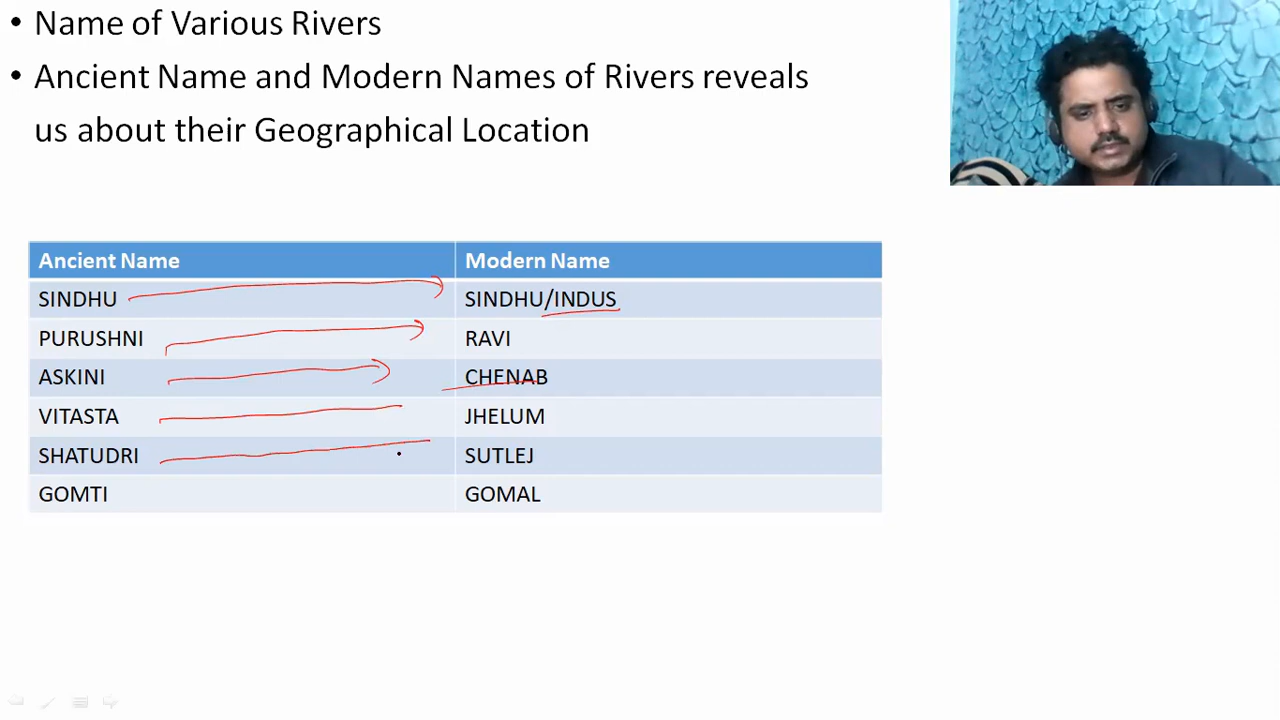 • Name of Various Rivers
• Ancient Name and Modern Names of Rivers reveals
us about their Geographical Location
Ancient Name Modern Name
SINDHU SINDHU/INDUS
PURUSHNI RAVI
ASKINI CHENAB
VITASTA JHELUM
SHATUDRI SUTLEJ
GOMTI GOMAL